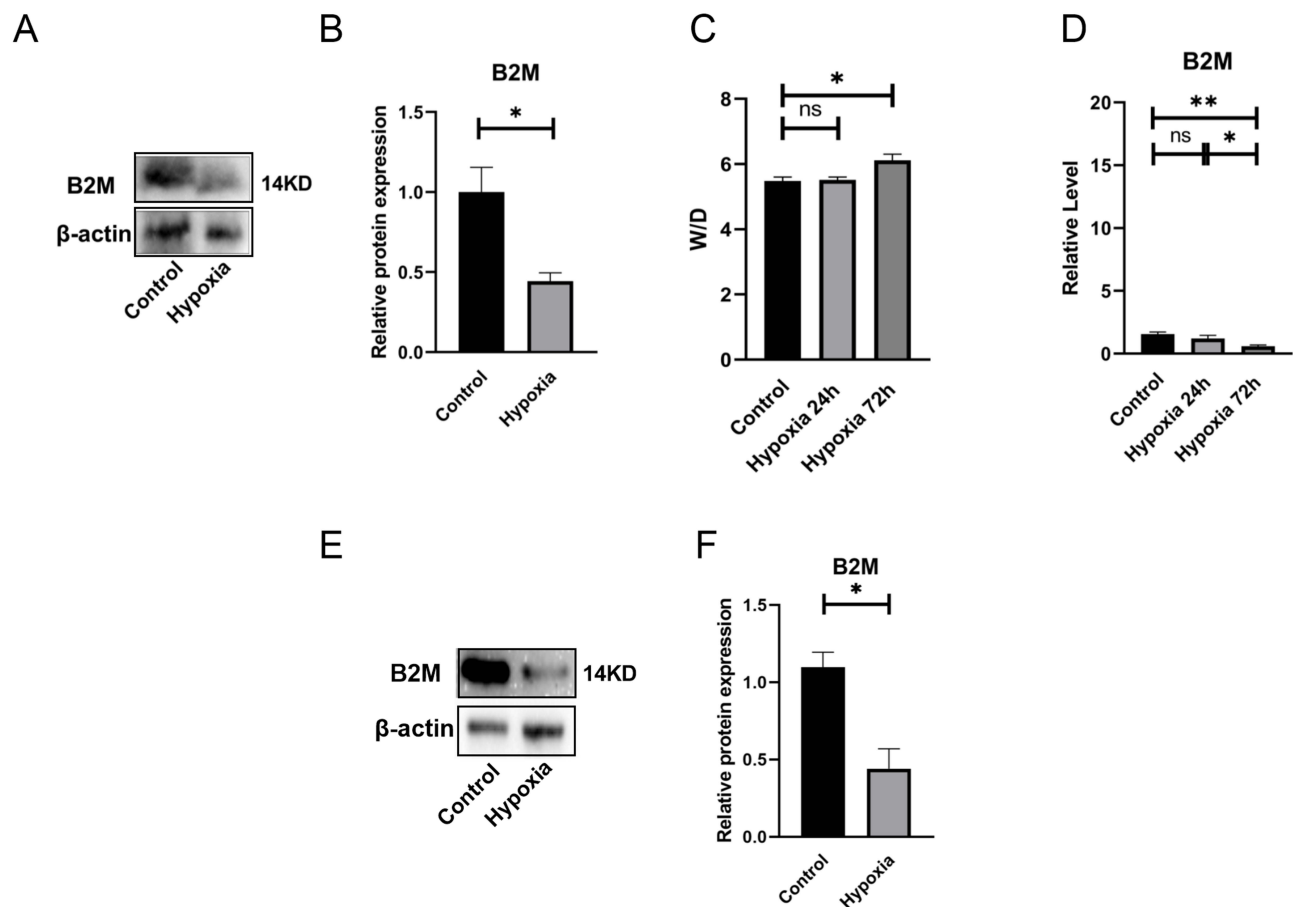 A
B2M
14KD
β-actin
Control
Hypoxia
B
B2M
*
Relative protein expression
1.5
1.0
0.5
0.0
Control
Hypoxia
C
*
ns
W/D
8
6
4
2
0
Control
Hypoxia 24h
Hypoxia 72h
D
B2M
**
ns
*
Relative Level
20
15
10
5
0
Control
Hypoxia 24h
Hypoxia 72h
E
B2M
14KD
β-actin
Control
Hypoxia
F
B2M
*
Relative protein expression
1.5
1.0
0.5
0.0
Control
Hypoxia